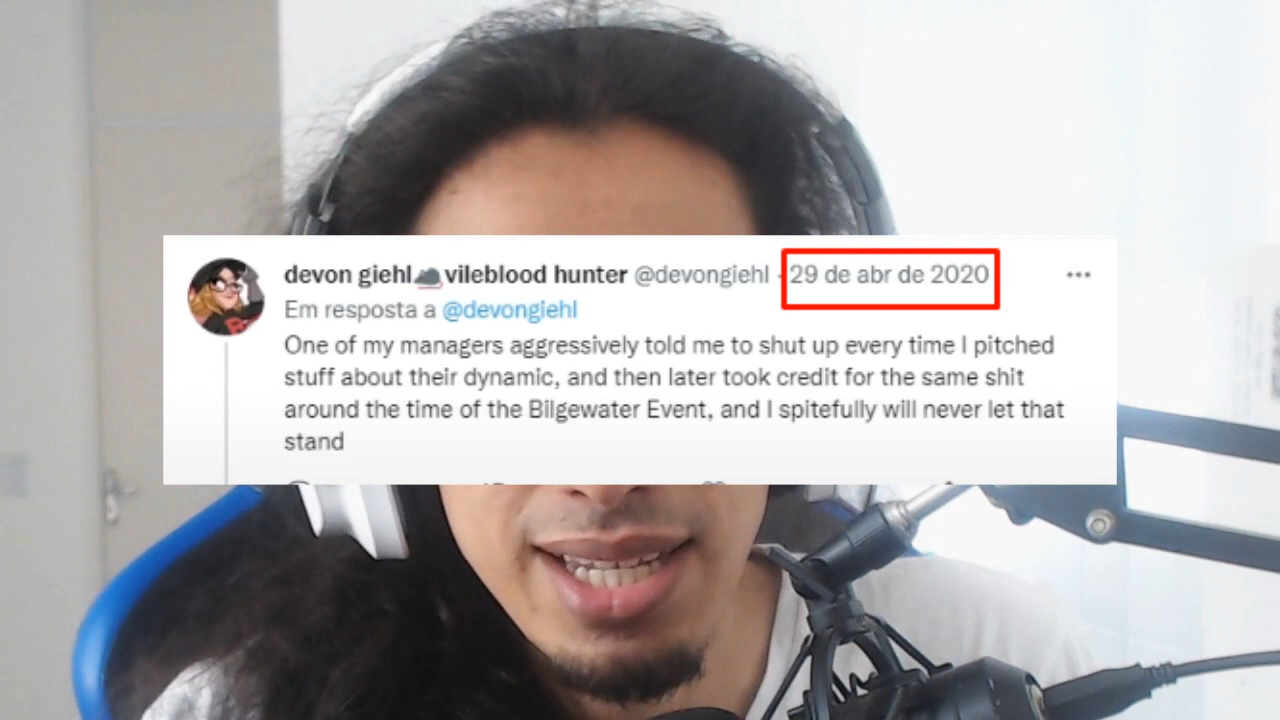 devon giehl vileblood hunter @devongiehl · 29 de abr de 2020
Em resposta a @devongiehl
One of my managers aggressively told me to shut up every time I pitched
stuff about their dynamic, and then later took credit for the same shit
around the time of the Bilgewater Event, and I spitefully will never let that
stand